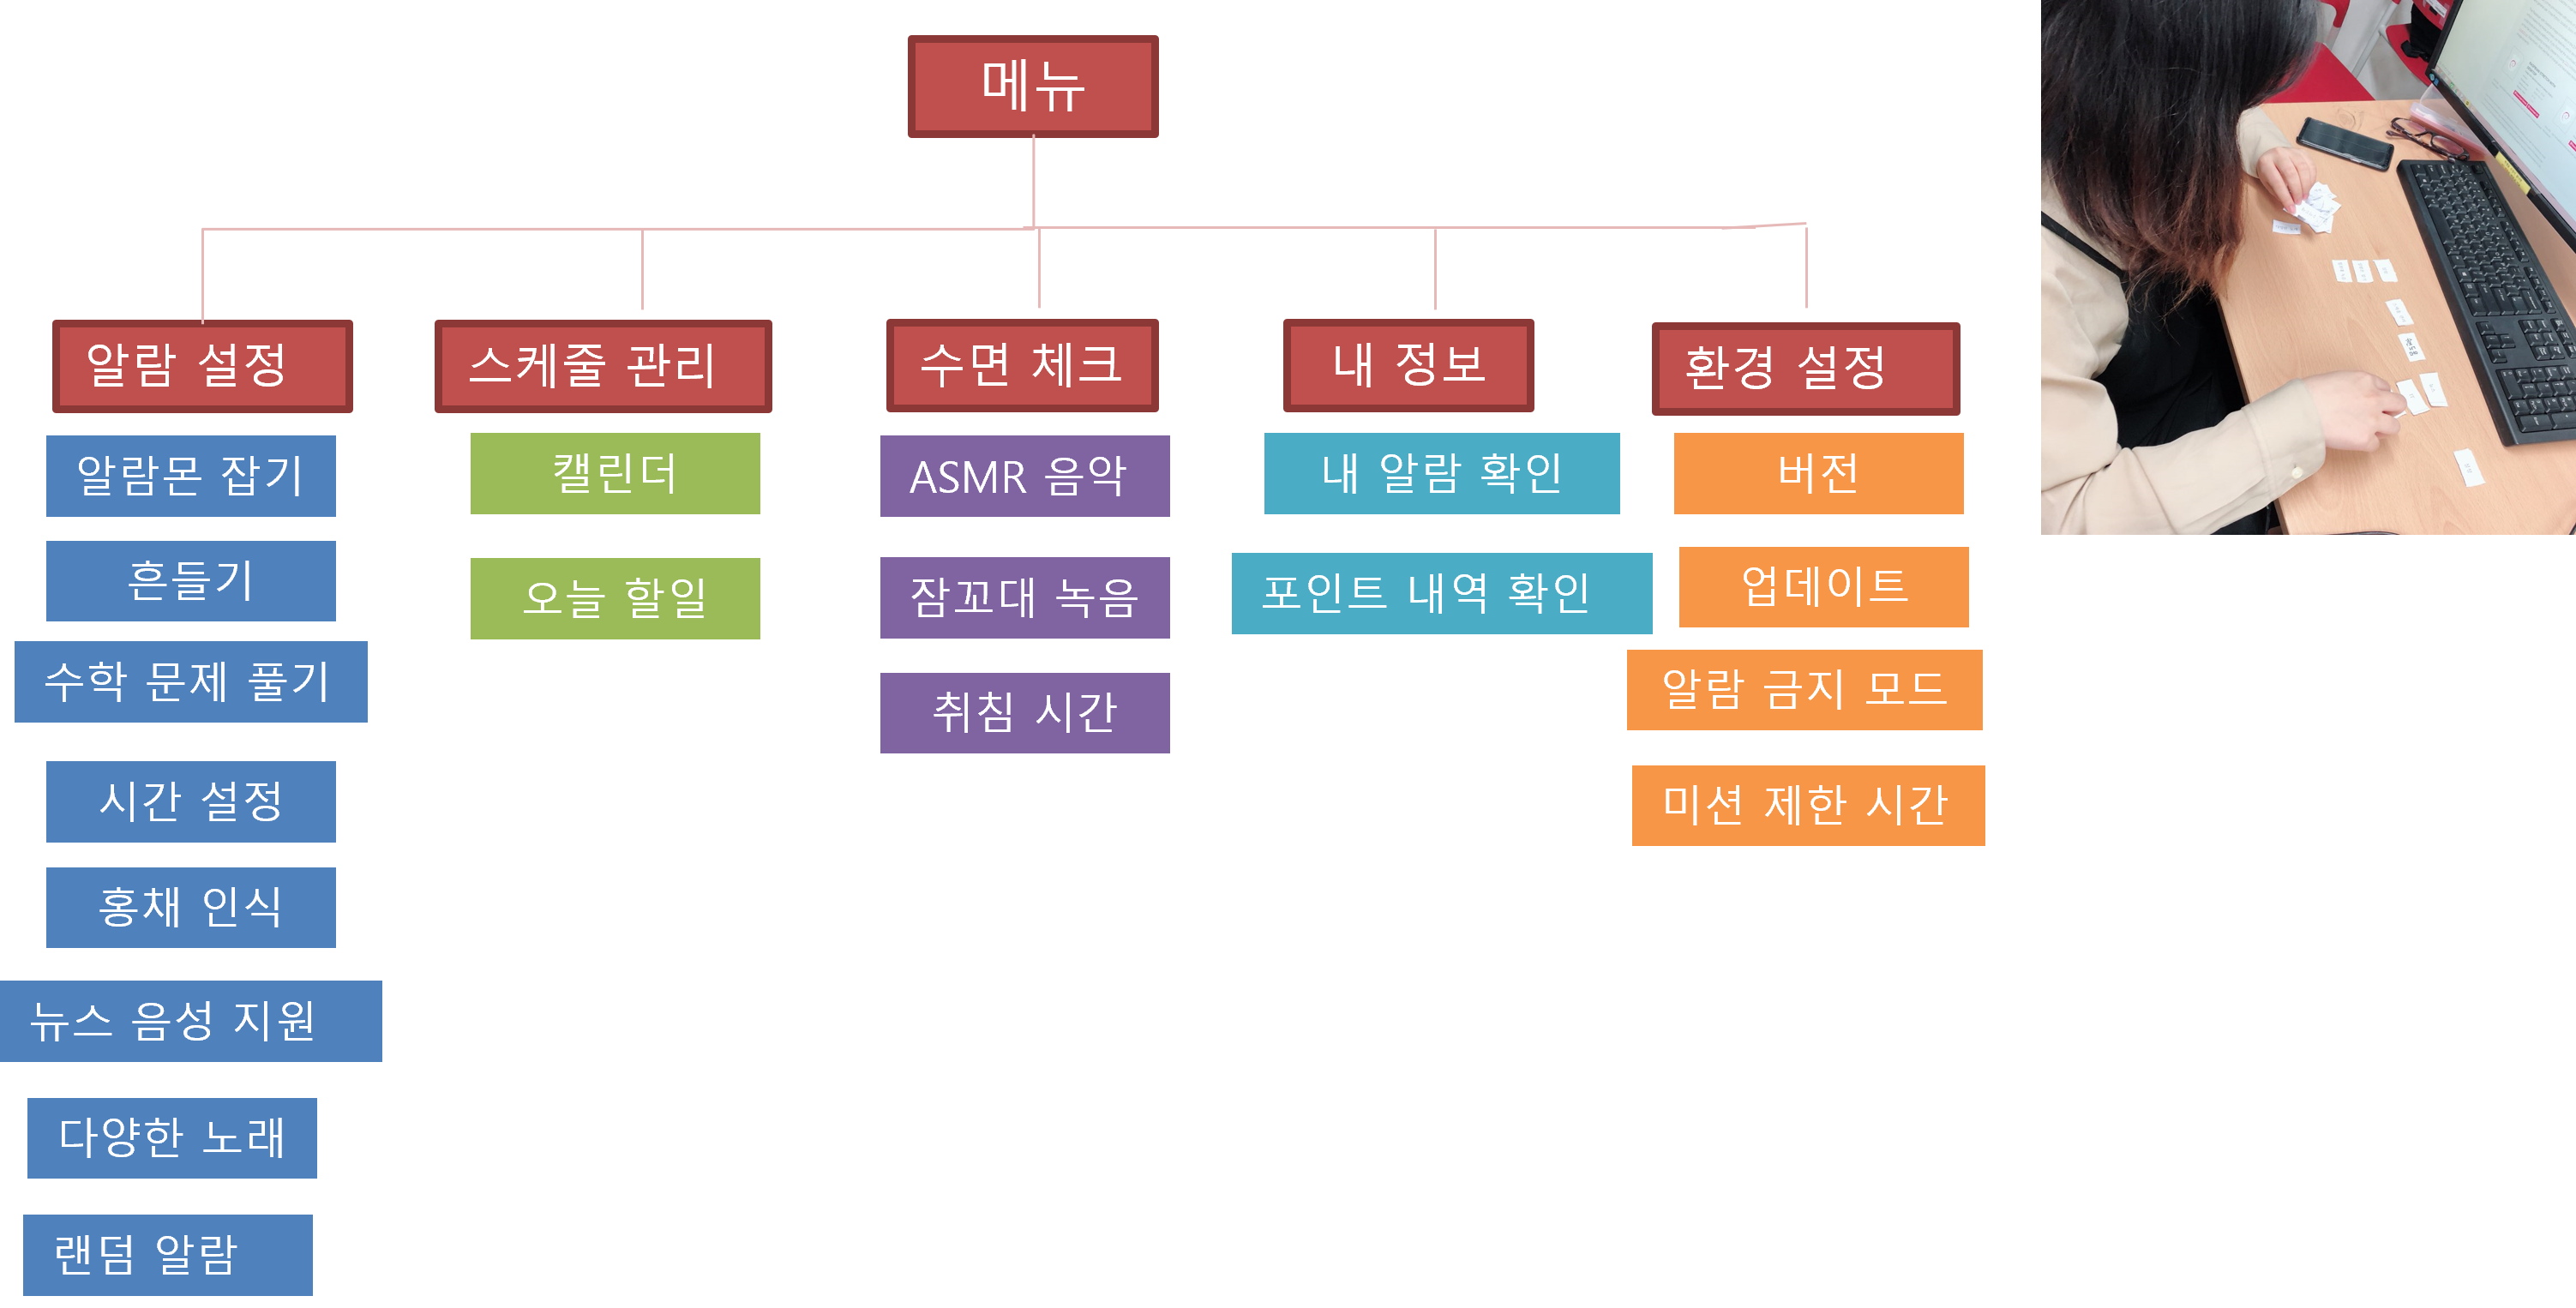 메뉴
알람 설정
스케줄 관리
수면 체크
내 정보
환경 설정
알람몬 잡기
흔들기
수학 문제 풀기
시간 설정
홍채 인식
뉴스 음성 지원
다양한 노래
랜덤 알람
캘린더
오늘 할일
ASMR 음악
잠꼬대 녹음
취침 시간
내 알람 확인
포인트 내역 확인
버전
업데이트
알람 금지 모드
미션 제한 시간